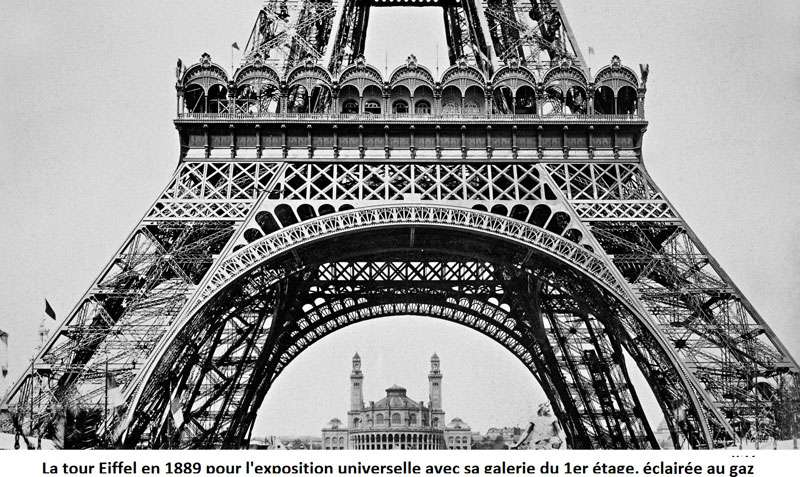 La tour Eiffel en 1889 pour l'exposition universelle avec sa galerie du 1er étage, éclairée au gaz